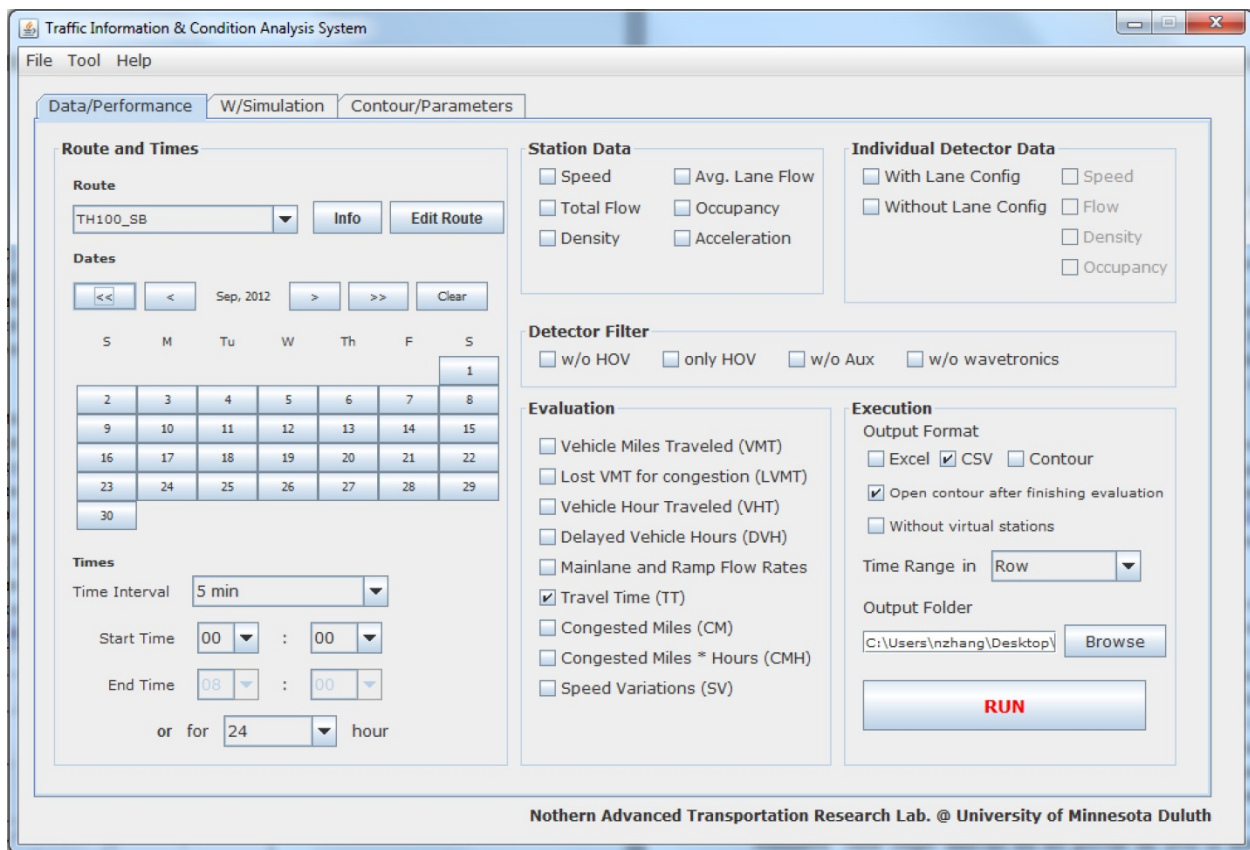 Traffic Information & Condition Analysis System
File Tool Help
Data/Performance W/Simulation Contour/Parameters
Route and Times
Route
TH100_SB Info Edit Route
Dates
<< < Sep, 2012 > >> Clear
S M Tu W Th F S
1
2 3 4 5 6 7 8
9 10 11 12 13 14 15
16 17 18 19 20 21 22
23 24 25 26 27 28 29
30
Times
Time Interval 5 min
Start Time 00 : 00
End Time 08 : 00
or for 24 hour
Station Data
Speed Avg. Lane Flow
Total Flow Occupancy
Density Acceleration
Individual Detector Data
With Lane Config Speed
Without Lane Config Flow
Density
Occupancy
Detector Filter
w/o HOV only HOV w/o Aux w/o wavetronics
Evaluation
Vehicle Miles Traveled (VMT)
Lost VMT for congestion (LVMT)
Vehicle Hour Traveled (VHT)
Delayed Vehicle Hours (DVH)
Mainlane and Ramp Flow Rates
Travel Time (TT)
Congested Miles (CM)
Congested Miles * Hours (CMH)
Speed Variations (SV)
Execution
Output Format
Excel CSV Contour
Open contour after finishing evaluation
Without virtual stations
Time Range in Row
Output Folder
C:\Users\nzhang\Desktop\ Browse
RUN
Nothern Advanced Transportation Research Lab. @ University of Minnesota Duluth